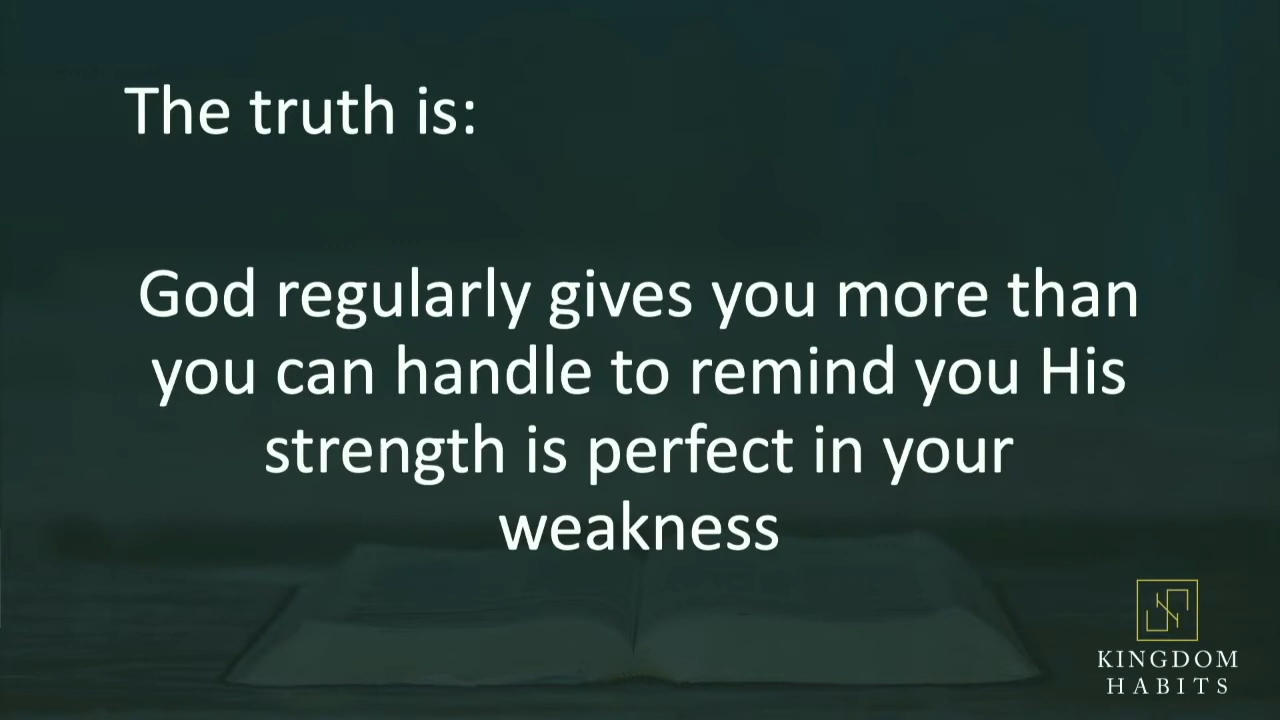 The truth is:
God regularly gives you more than
you can handle to remind you His
strength is perfect in your
weakness
KINGDOM
HABITS